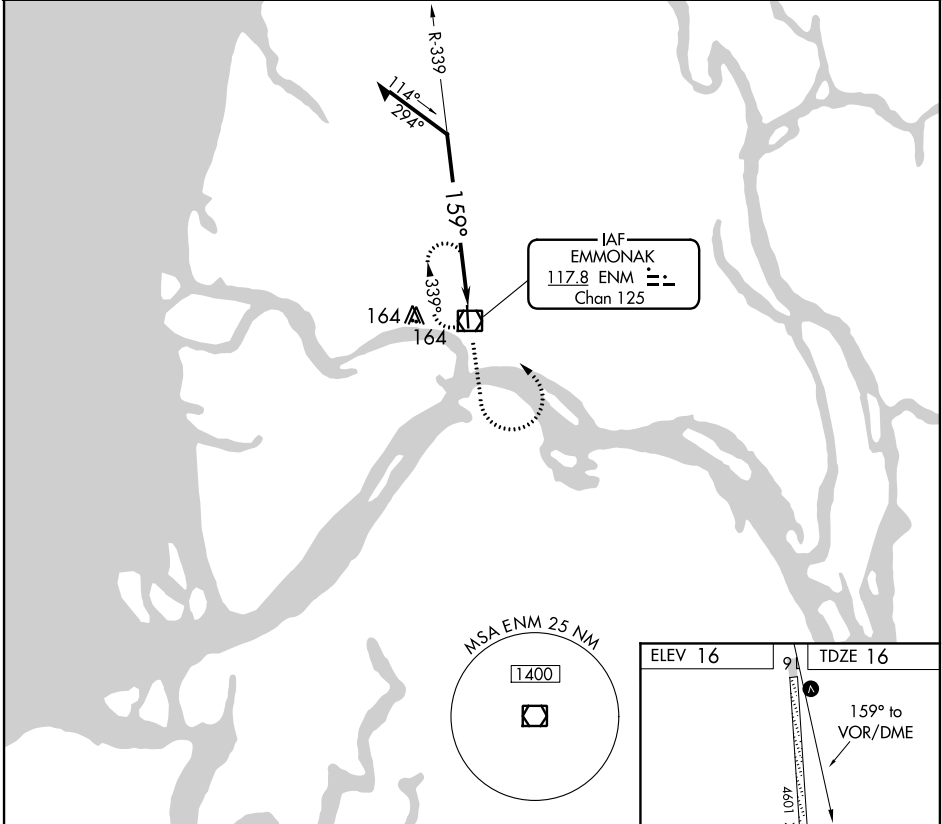 R-339
114°
294°
159°
339°
IAF
EMMONAK
117.8 ENM
Chan 125
164
164
MSA ENM 25 NM
1400
ELEV 16
16
TDZE 16
159° to
VOR/DME
4601